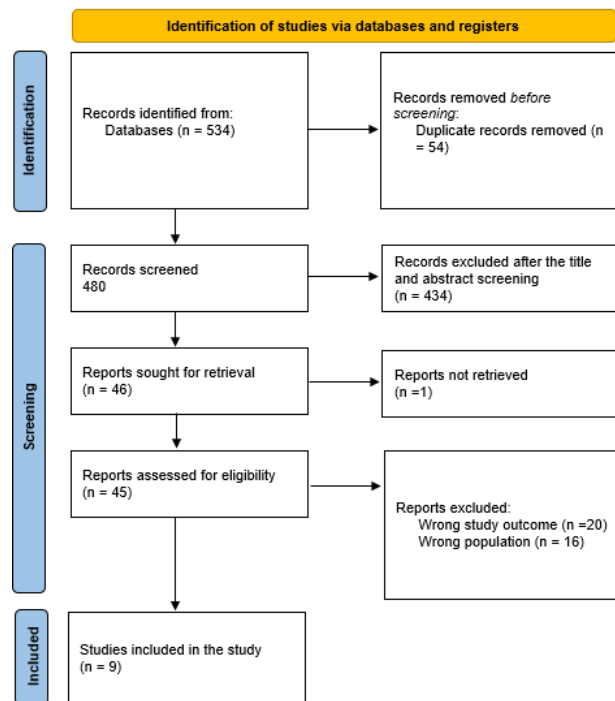 Identification of studies via databases and registers
Identification
Records identified from:
Databases (n = 534)
Records removed before
screening:
Duplicate records removed (n
= 54)
Screening
Records screened
480
Records excluded after the title
and abstract screening
(n = 434)
Reports sought for retrieval
(n = 46)
Reports not retrieved
(n =1)
Reports assessed for eligibility
(n = 45)
Reports excluded:
Wrong study outcome (n =20)
Wrong population (n = 16)
Included
Studies included in the study
(n = 9)